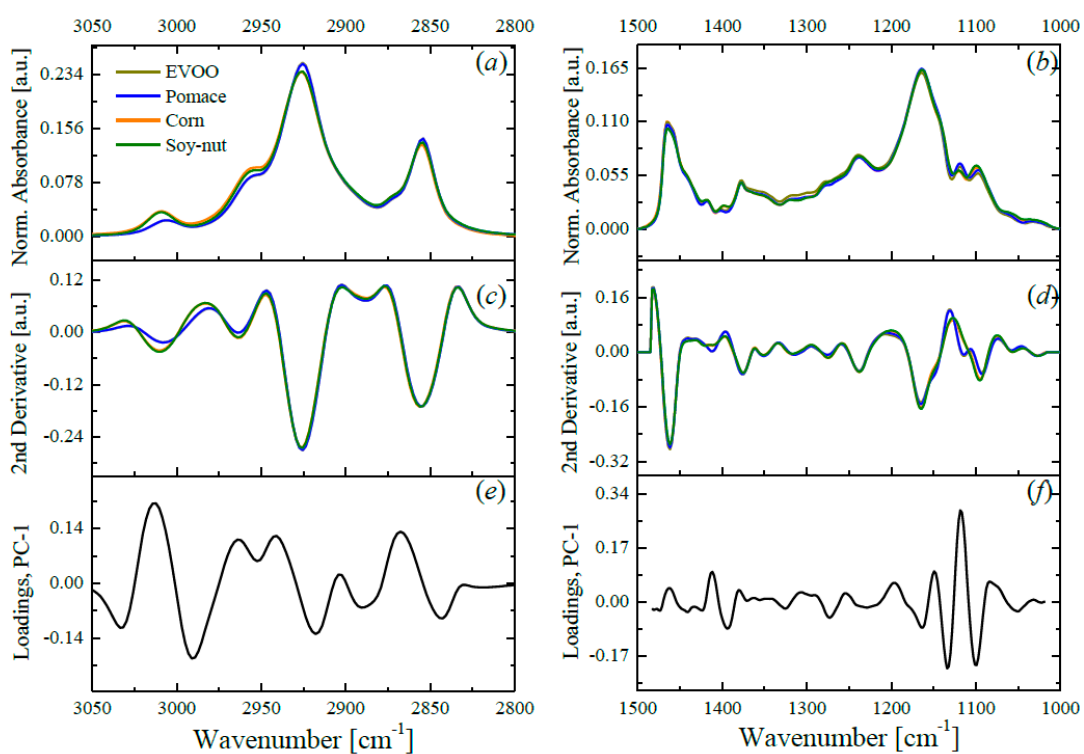 3050 3000 2950 2900 2850 2800
1500 1400 1300 1200 1100 1000
Norm. Absorbance [a.u.]
0.234
0.156
0.078
0.000
(a)
EVOO
Pomace
Corn
Soy-nut
Norm. Absorbance [a.u.]
0.165
0.110
0.055
0.000
(b)
2nd Derivative [a.u.]
0.12
0.00
-0.12
-0.24
(c)
2nd Derivative [a.u.]
0.16
0.00
-0.16
-0.32
(d)
Loadings, PC-1
0.14
0.00
-0.14
(e)
Loadings, PC-1
0.34
0.17
0.00
-0.17
(f)
3050 3000 2950 2900 2850 2800
Wavenumber [cm⁻¹]
1500 1400 1300 1200 1100 1000
Wavenumber [cm⁻¹]